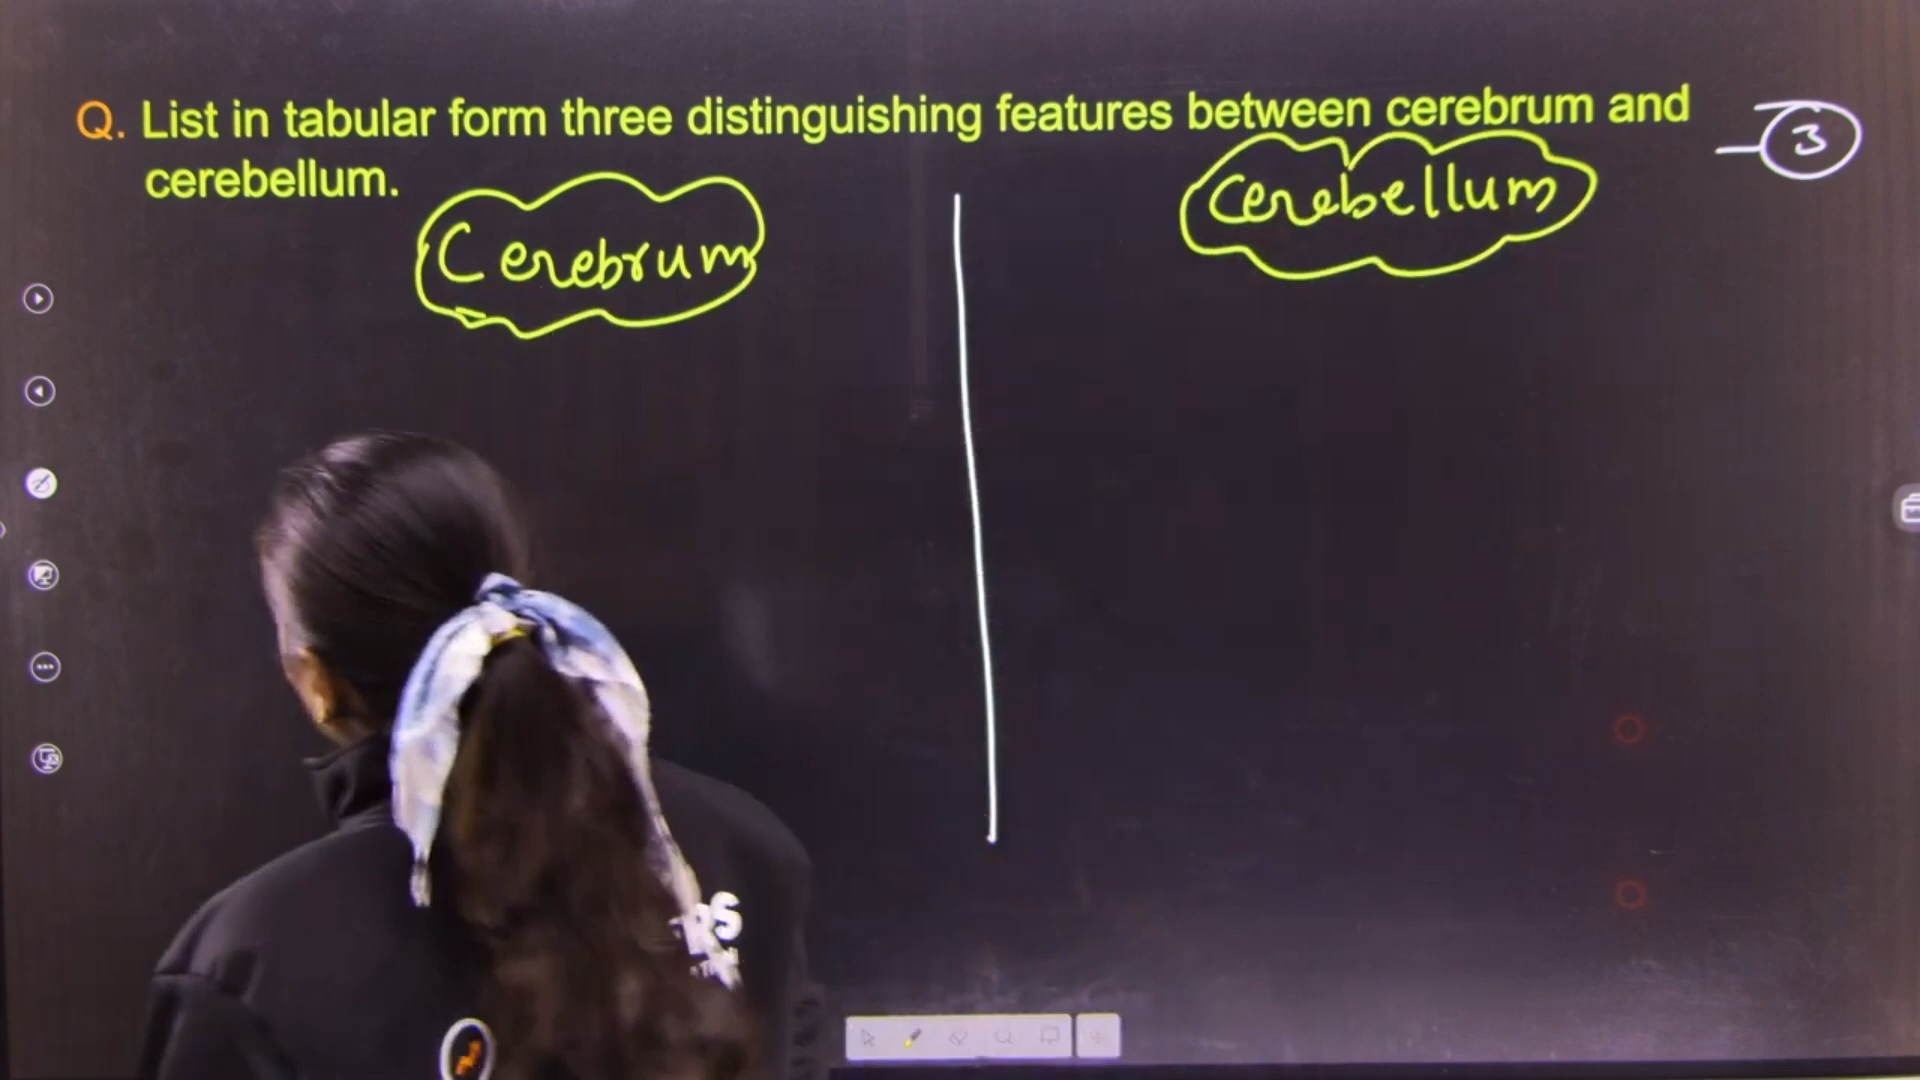 Q. List in tabular form three distinguishing features between cerebrum and
cerebellum.
3
Cerebrum
Cerebellum